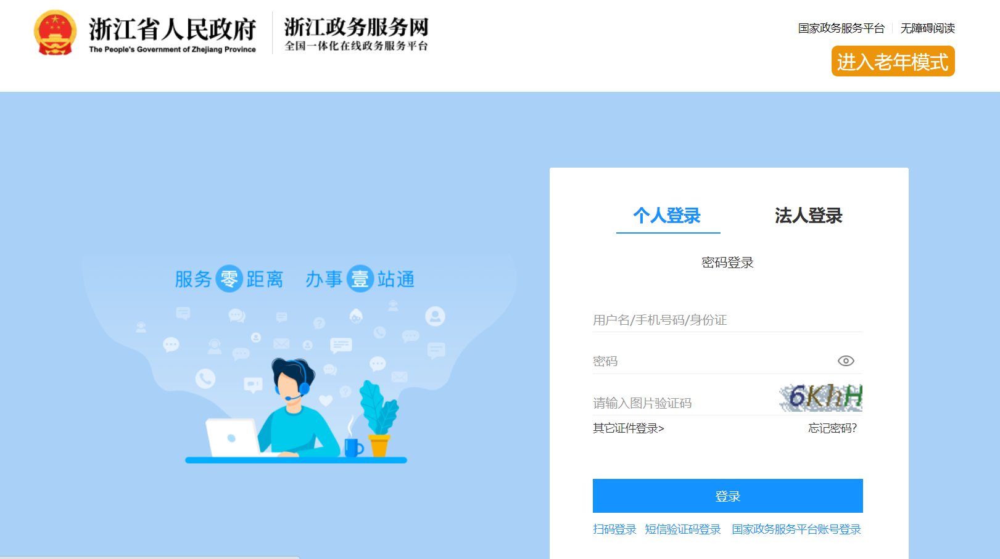 浙江省人民政府
The People's Government of Zhejiang Province
浙江政务服务网
全国一体化在线政务服务平台
国家政务服务平台
无障碍阅读
进入老年模式
服务零距离 办事壹站通
个人登录
法人登录
密码登录
用户名/手机号码/身份证
密码
请输入图片验证码
6KhH
其它证件登录>
忘记密码?
登录
扫码登录
短信验证码登录
国家政务服务平台账号登录